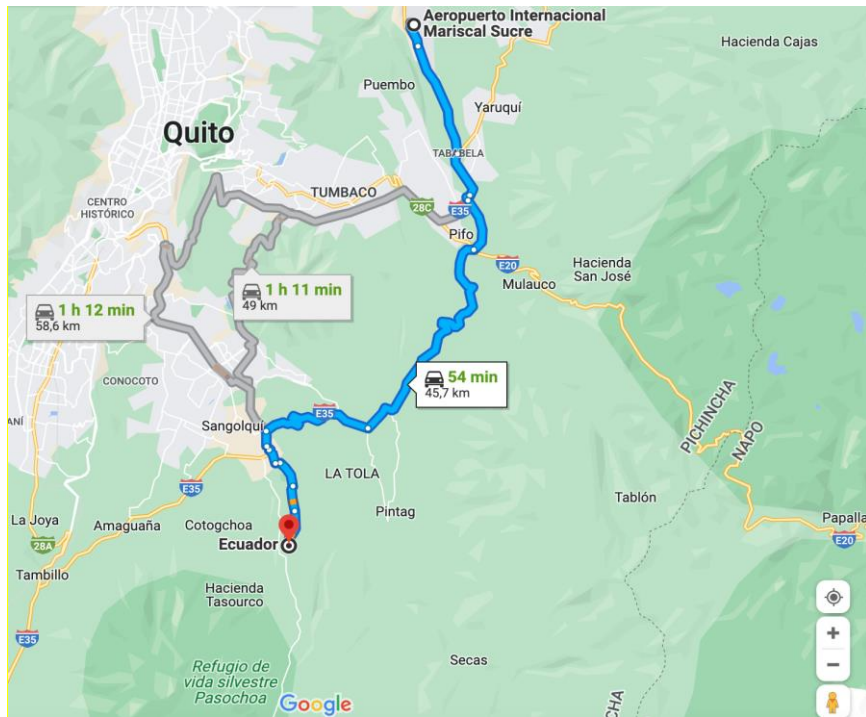 Aeropuerto Internacional
Mariscal Sucre
Hacienda Cajas
Puembo
Yaruquí
Quito
TABABELA
TUMBACO
CENTRO
HISTÓRICO
28C
E35
Pifo
E20
Hacienda
San José
Mulauco
1 h 11 min
49 km
1 h 12 min
58,6 km
54 min
45,7 km
CONOCOTO
ANÍ
PICHINCHA
NAPO
Sangolquí
E35
LA TOLA
E35
Tablón
Pintag
La Joya
Amaguaña
Cotogchoa
Papalla
E20
28A
Ecuador
Tambillo
Hacienda
Tasourco
E35
Secas
Refugio de
vida silvestre
Pasochoa
Google
CHA